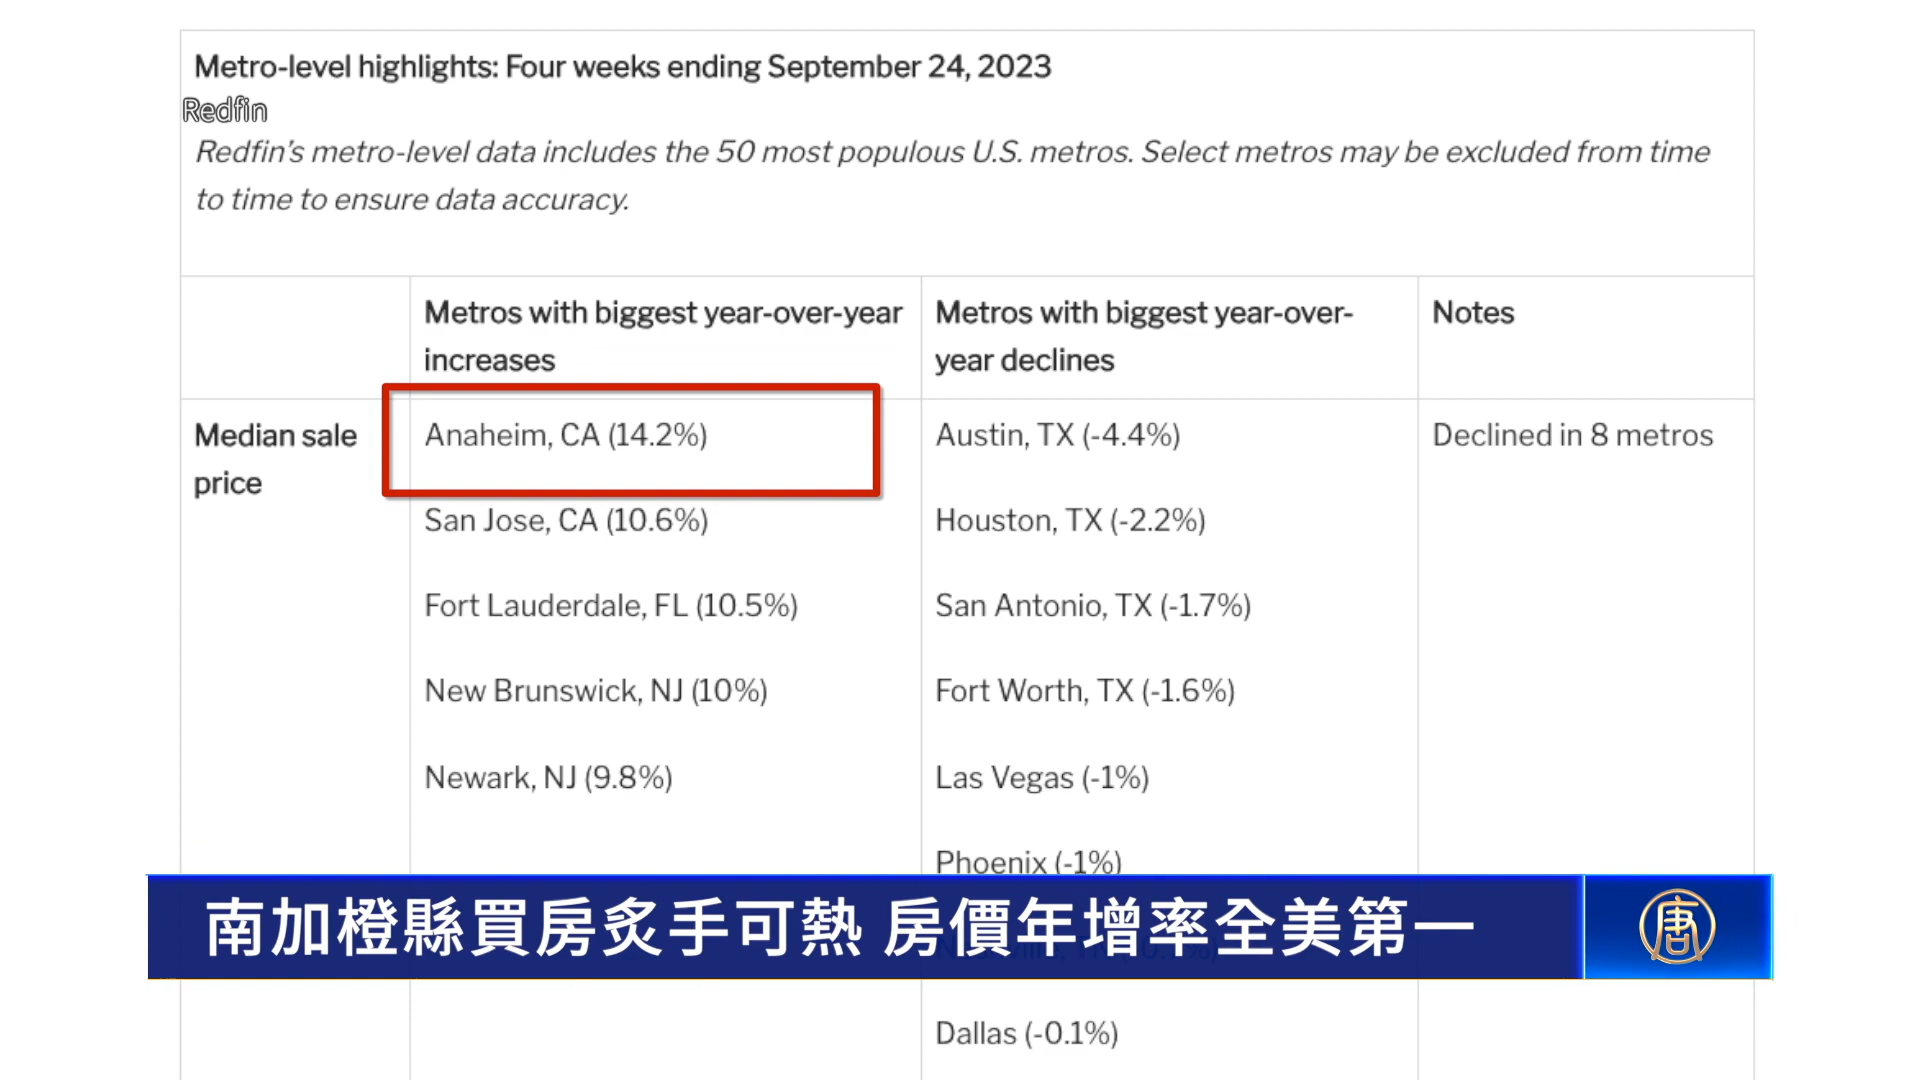 Metro-level highlights: Four weeks ending September 24, 2023
Redfin
Redfin's metro-level data includes the 50 most populous U.S. metros. Select metros may be excluded from time
to time to ensure data accuracy.
Metros with biggest year-over-year
increases
Metros with biggest year-over-
year declines
Notes
Median sale
price
Anaheim, CA (14.2%)
San Jose, CA (10.6%)
Fort Lauderdale, FL (10.5%)
New Brunswick, NJ (10%)
Newark, NJ (9.8%)
Austin, TX (-4.4%)
Houston, TX (-2.2%)
San Antonio, TX (-1.7%)
Fort Worth, TX (-1.6%)
Las Vegas (-1%)
Phoenix (-1%)
Dallas (-0.1%)
Declined in 8 metros
南加橙縣買房炙手可熱 房價年增率全美第一
唐